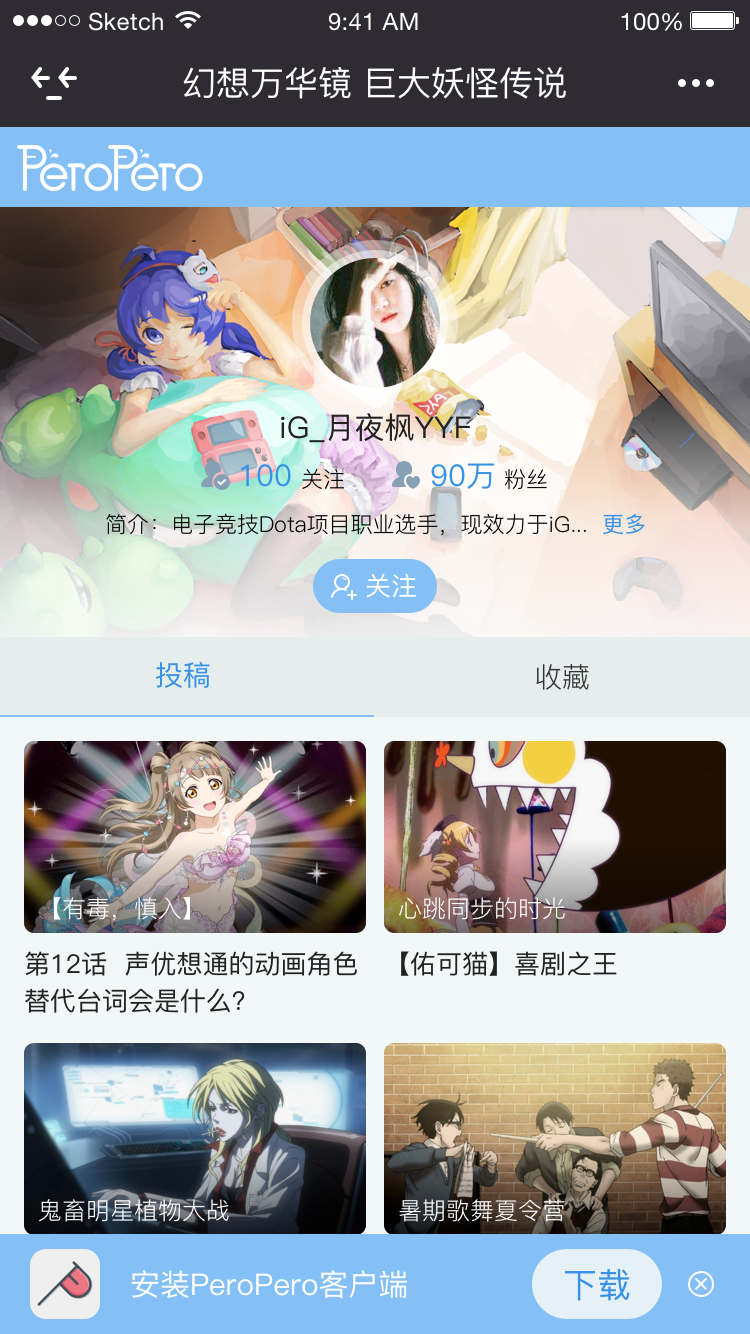 Sketch 9:41 AM 100%
幻想万华镜 巨大妖怪传说
PeroPero
iG_月夜枫YYF
100 关注 90万 粉丝
简介：电子竞技Dota项目职业选手，现效力于iG... 更多
关注
投稿 收藏
【有毒，慎入】
心跳同步的时光
第12话 声优想通的动画角色
替代台词会是什么？
【佑可猫】喜剧之王
鬼畜明星植物大战
暑期歌舞夏令营
安装PeroPero客户端 下载